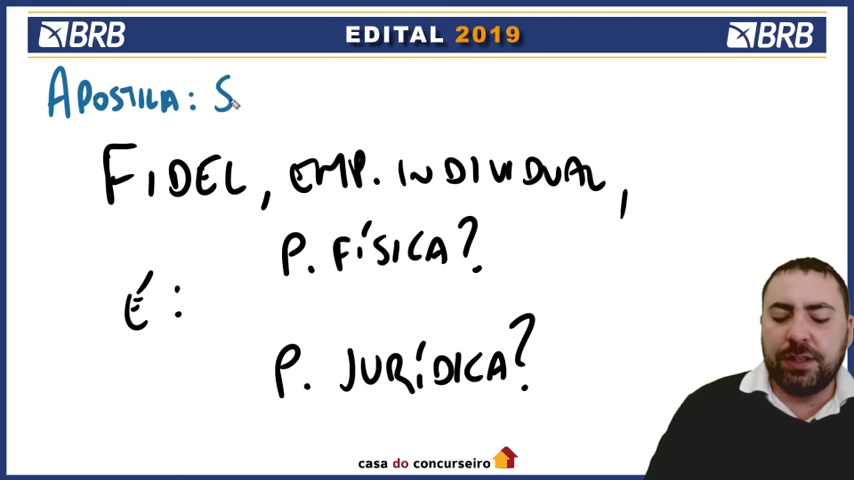 BRB EDITAL 2019 BRB
APOSTILA: S
FIDEL, EMP. INDIVIDUAL,
P. FÍSICA?
É:
P. JURÍDICA?
casa do concurseiro